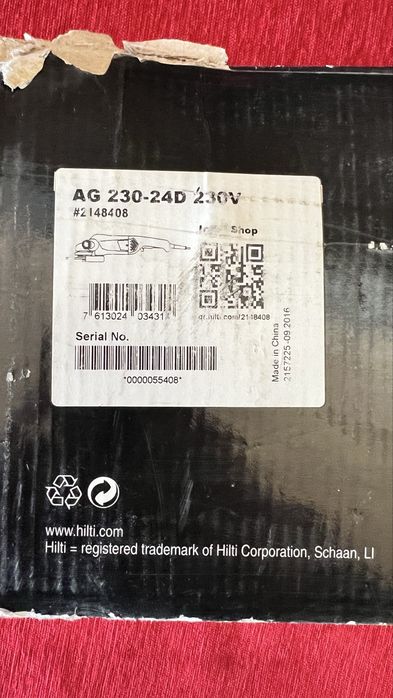 AG 230-24D 230V
#2148408
Shop
qr.hilti.com/2148408
7 613024 03431
Serial No.
*0000055408*
Made in China
2157225-09.2016
www.hilti.com
Hilti = registered trademark of Hilti Corporation, Schaan, LI